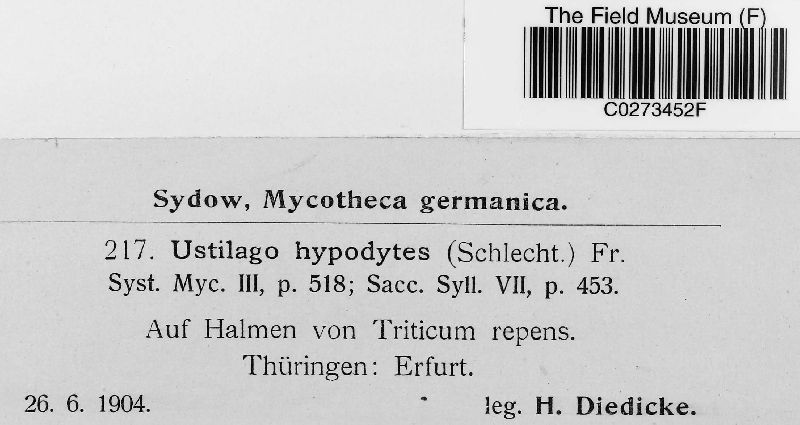 The Field Museum (F)
C0273452F
Sydow, Mycotheca germanica.
217. Ustilago hypodytes (Schlecht.) Fr.
Syst. Myc. III, p. 518; Sacc. Syll. VII, p. 453.
Auf Halmen von Triticum repens.
Thüringen: Erfurt.
26. 6. 1904. leg. H. Diedicke.